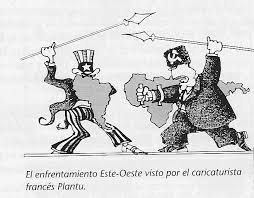 El enfrentamiento Este-Oeste visto por el caricaturista
francés Plantu.